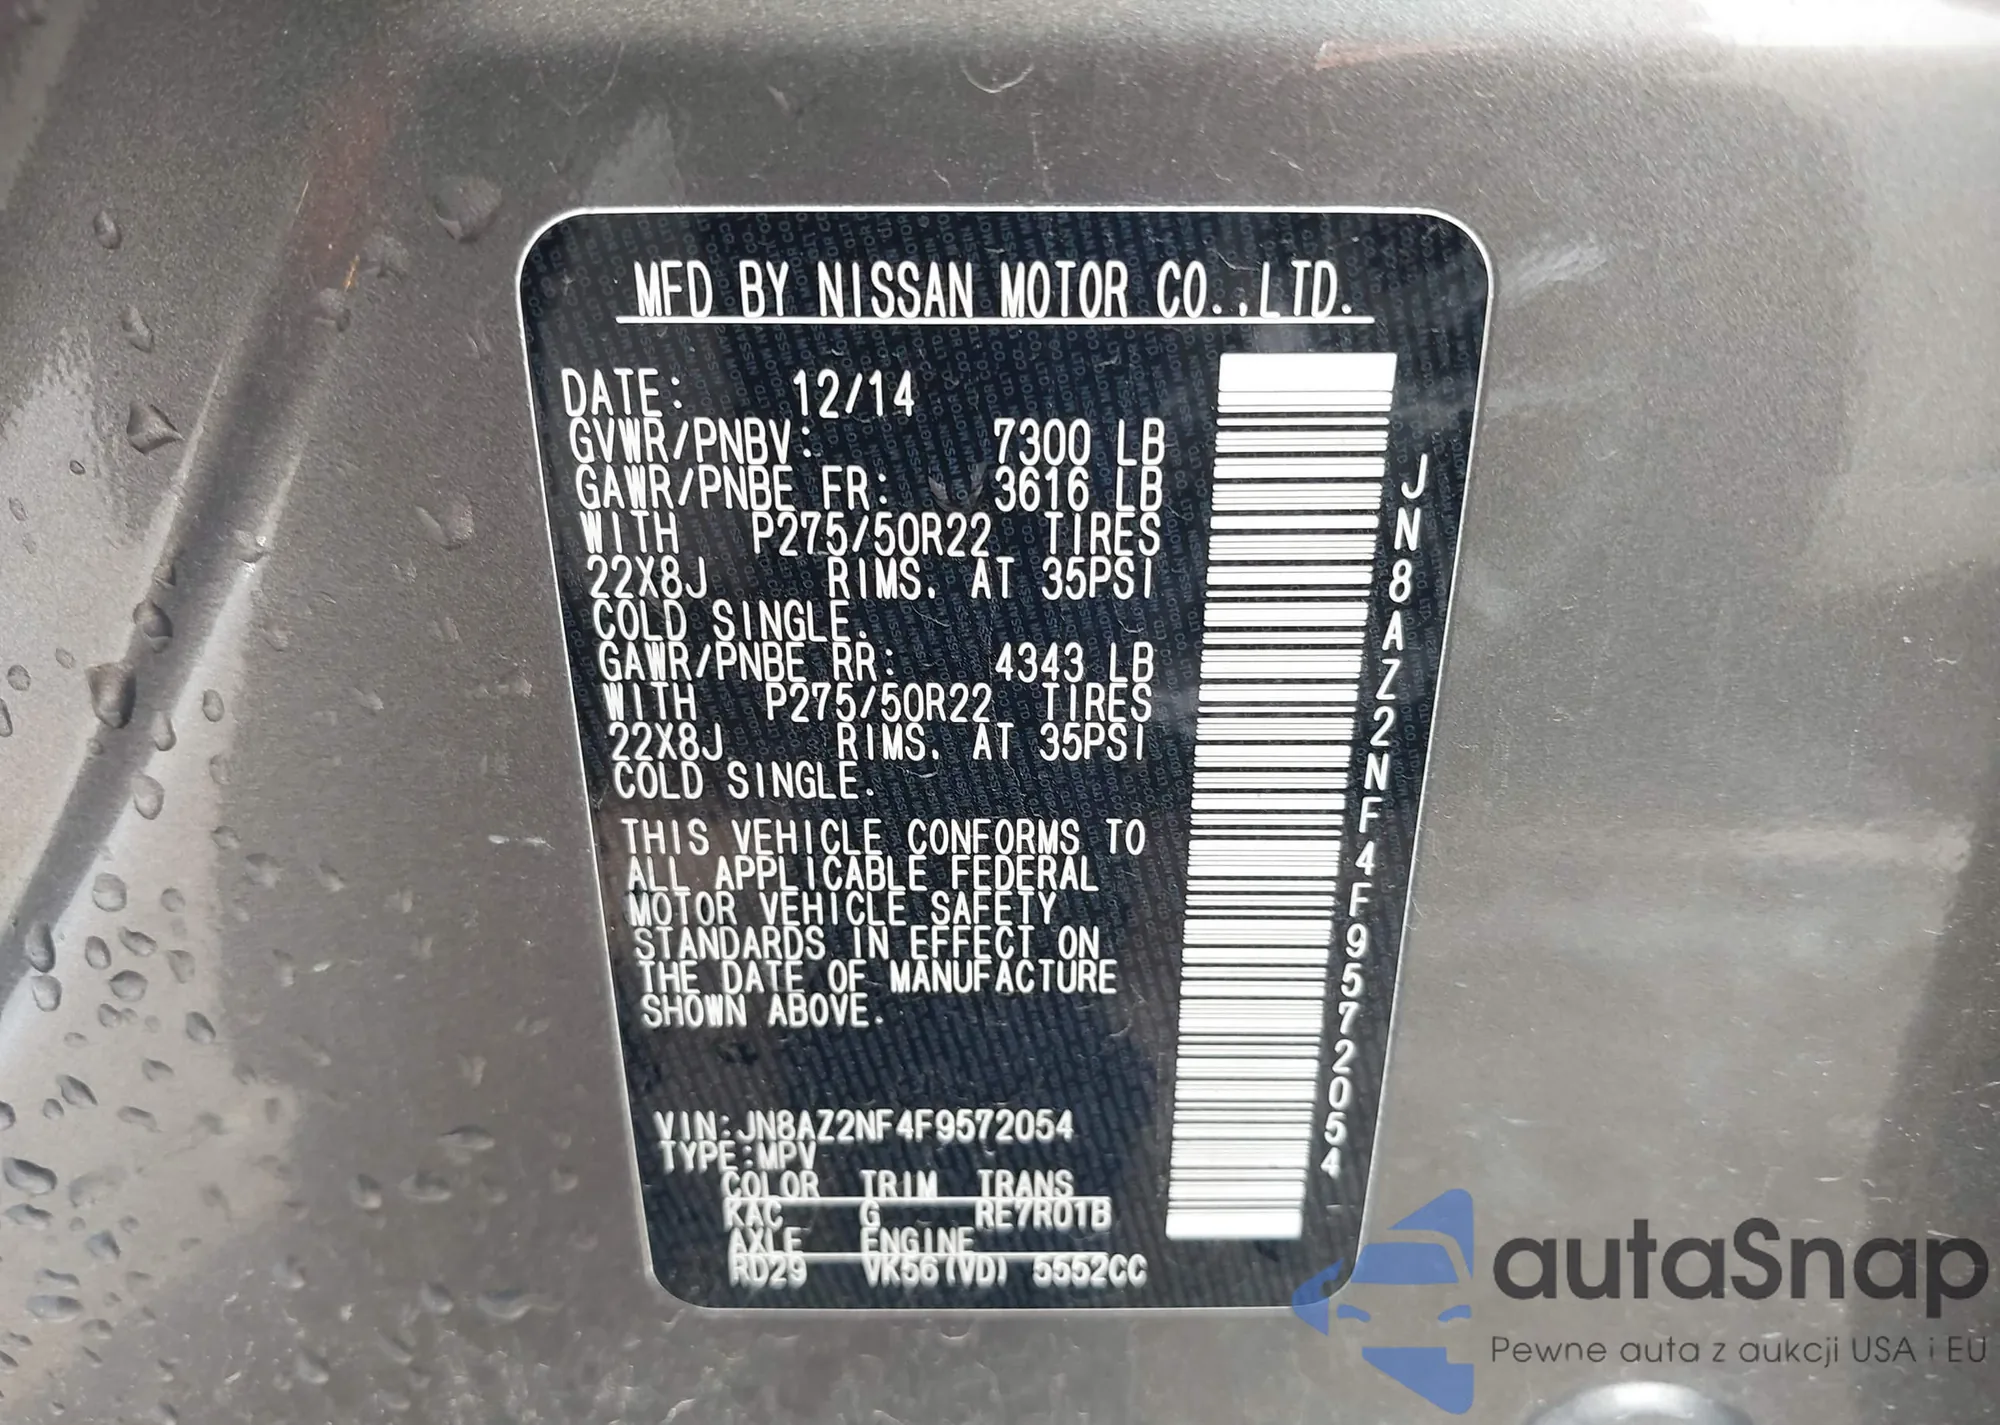 MFD BY NISSAN MOTOR CO.,LTD.
DATE: 12/14
GVWR/PNBV: 7300 LB
GAWR/PNBE FR: 3616 LB
WITH P275/50R22 TIRES
22X8J RIMS. AT 35PSI
COLD SINGLE.
GAWR/PNBE RR: 4343 LB
WITH P275/50R22 TIRES
22X8J RIMS. AT 35PSI
COLD SINGLE.
THIS VEHICLE CONFORMS TO
ALL APPLICABLE FEDERAL
MOTOR VEHICLE SAFETY
STANDARDS IN EFFECT ON
THE DATE OF MANUFACTURE
SHOWN ABOVE.
VIN:JN8AZ2NF4F9572054
TYPE:MPV
COLOR TRIM TRANS
KAC G RE7R01B
AXLE ENGINE
RD29 VK56(VD) 5552CC
JN8AZ2NF4F9572054
autaSnap
Pewne auta z aukcji USA i EU